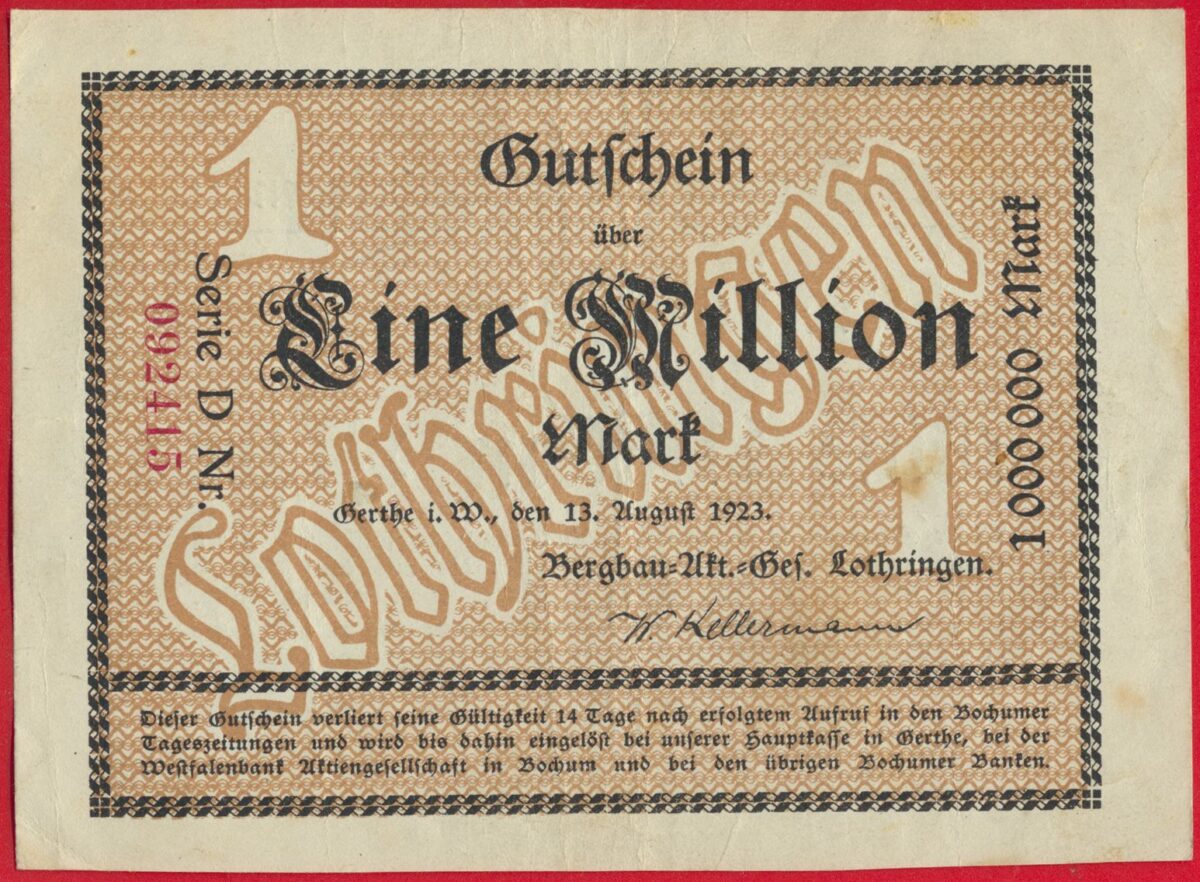 1
Gutschein
über
Eine Million
Mark
Lothringen
Serie D Nr.
092415
1000000 Mark
1
Gerthe i. W., den 13. August 1923.
Bergbau-Akt.-Ges. Lothringen.
W. Kellermann
Dieser Gutschein verliert seine Gültigkeit 14 Tage nach erfolgtem Aufruf in den Bochumer
Tageszeitungen und wird bis dahin eingelöst bei unserer Hauptkasse in Gerthe, bei der
Westfalenbank Aktiengesellschaft in Bochum und bei den übrigen Bochumer Banken.